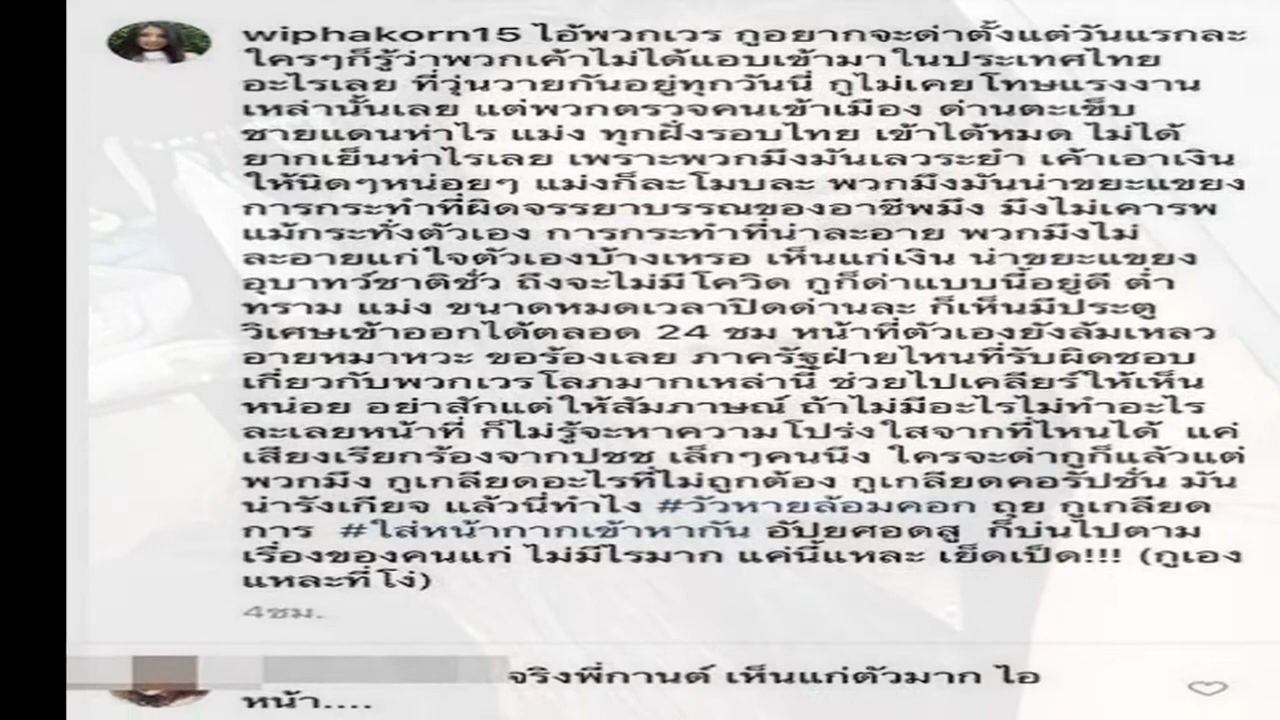 wiphakorn15 ไอ้พวกเวร กูอยากจะด่าตั้งแต่วันแรกละ
ใครๆก็รู้ว่าพวกเค้าไม่ได้แอบเข้ามาในประเทศไทย
อะไรเลย ที่วุ่นวายกันอยู่ทุกวันนี่ กูไม่เคยโทษแรงงาน
เหล่านั้นเลย แต่พวกตรวจคนเข้าเมือง ด่านตะเข็บ
ชายแดนห่าไร แม่ง ทุกฝั่งรอบไทย เข้าได้หมด ไม่ได้
ยากเย็นห่าไรเลย เพราะพวกมึงมันเลวระยำ เค้าเอาเงิน
ให้นิดๆหน่อยๆ แม่งก็ละโมบละ พวกมึงมันน่าขยะแขยง
การกระทำที่ผิดจรรยาบรรณของอาชีพมึง มึงไม่เคารพ
แม้กระทั่งตัวเอง การกระทำที่น่าละอาย พวกมึงไม่
ละอายแก่ใจตัวเองบ้างเหรอ เห็นแก่เงิน น่าขยะแขยง
อุบาทว์ชาติชั่ว ถึงจะไม่มีโควิด กูก็ด่าแบบนี้อยู่ดี ต่ำ
ทราม แม่ง ขนาดหมดเวลาปิดด่านละ ก็เห็นมีประตู
วิเศษเข้าออกได้ตลอด 24 ชม หน้าที่ตัวเองยังล้มเหลว
อายหมาหวะ ขอร้องเลย ภาครัฐฝ่ายไหนที่รับผิดชอบ
เกี่ยวกับพวกเวรโลภมากเหล่านี้ ช่วยไปเคลียร์ให้เห็น
หน่อย อย่าสักแต่ให้สัมภาษณ์ ถ้าไม่มีอะไรไม่ทำอะไร
ละเลยหน้าที่ ก็ไม่รู้จะหาความโปร่งใสจากที่ไหนได้ แค่
เสียงเรียกร้องจากปชช เล็กๆคนนึง ใครจะด่ากูก็แล้วแต่
พวกมึง กูเกลียดอะไรที่ไม่ถูกต้อง กูเกลียดคอรัปชั่น มัน
น่ารังเกียจ แล้วนี่ทำไง #วัวหายล้อมคอก ถุย กูเกลียด
การ #ใส่หน้ากากเข้าหากัน อัปยศอดสู ก็บ่นไปตาม
เรื่องของคนแก่ ไม่มีไรมาก แค่นี้แหละ เย็ดเป็ด!!! (กูเอง
แหละที่โง่)
4ชม.
จริงพี่กานต์ เห็นแก่ตัวมาก ไอ
หน้า....